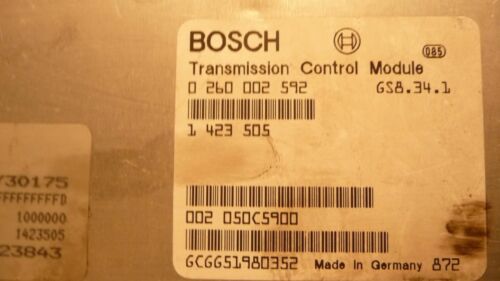 BOSCH
085
Transmission Control Module
0 260 002 592 GS8.34.1
1 423 505
002 050C5900
GCGG51980352 Made in Germany 872
730175
FFFFFFFFFD
1000000
1423505
23843